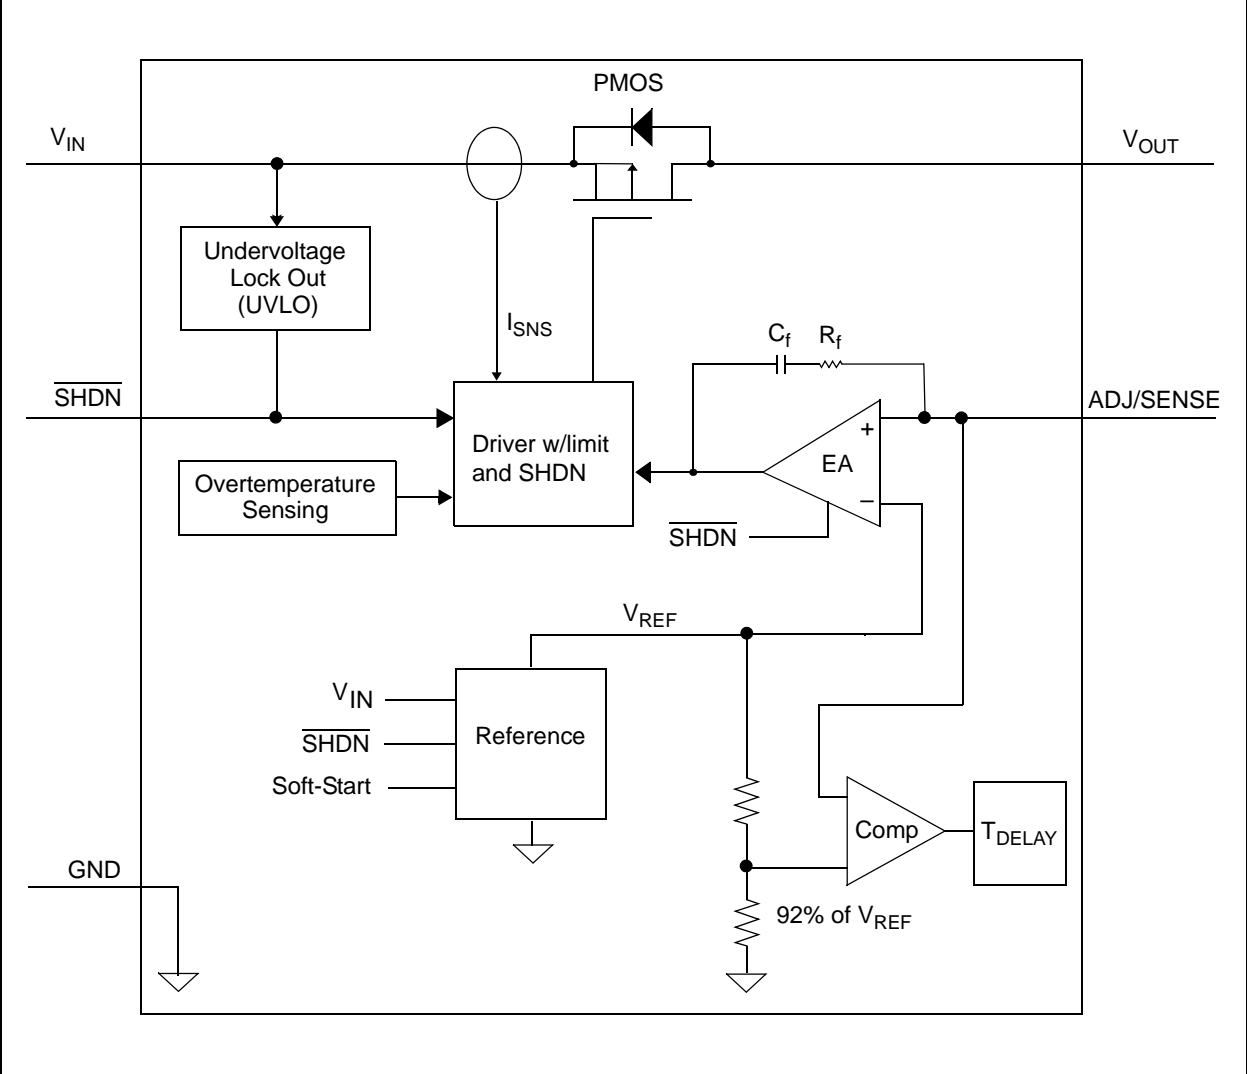 PMOS
VIN
VOUT
Undervoltage
Lock Out
(UVLO)
ISNS
Cf
Rf
SHDN
ADJ/SENSE
Driver w/limit
and SHDN
+
EA
−
Overtemperature
Sensing
SHDN
VREF
VIN
SHDN
Soft-Start
Reference
Comp
TDELAY
GND
92% of VREF